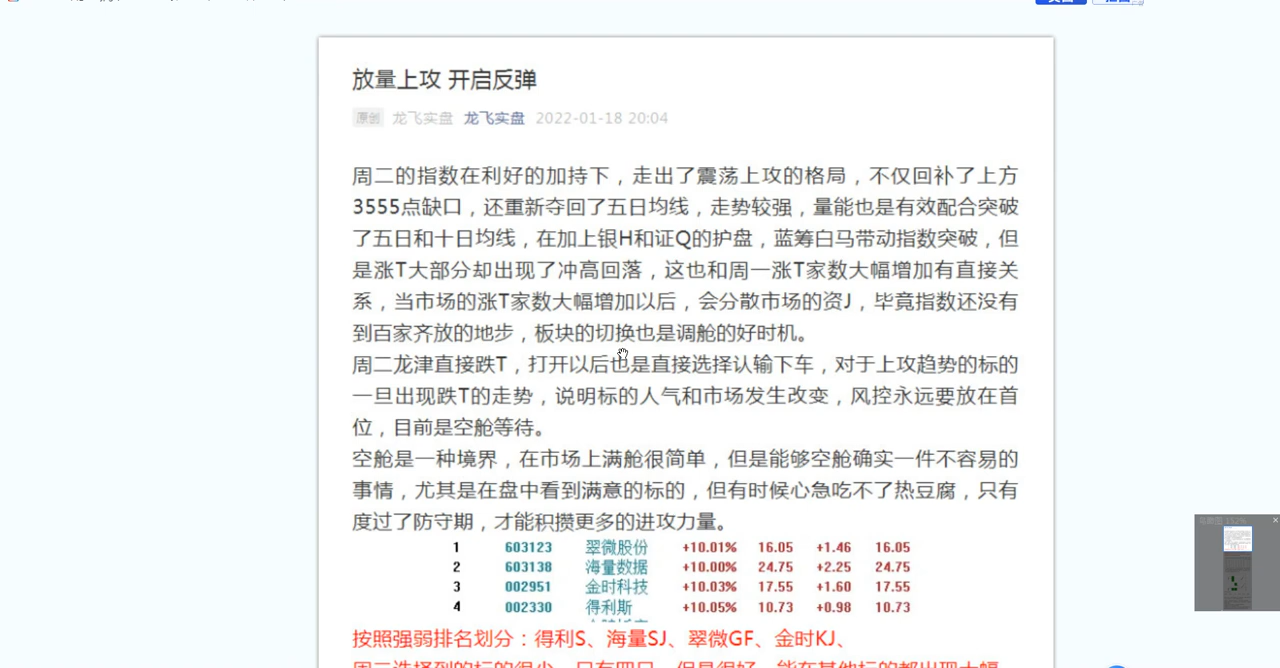 放量上攻 开启反弹
原创 龙飞实盘 龙飞实盘 2022-01-18 20:04
周二的指数在利好的加持下，走出了震荡上攻的格局，不仅回补了上方
3555点缺口，还重新夺回了五日均线，走势较强，量能也是有效配合突破
了五日和十日均线，在加上银H和证Q的护盘，蓝筹白马带动指数突破，但
是涨T大部分却出现了冲高回落，这也和周一涨T家数大幅增加有直接关
系，当市场的涨T家数大幅增加以后，会分散市场的资J，毕竟指数还没有
到百家齐放的地步，板块的切换也是调舱的好时机。
周二龙津直接跌T，打开以后也是直接选择认输下车，对于上攻趋势的标的
一旦出现跌T的走势，说明标的人气和市场发生改变，风控永远要放在首
位，目前是空舱等待。
空舱是一种境界，在市场上满舱很简单，但是能够空舱确实一件不容易的
事情，尤其是在盘中看到满意的标的，但有时候心急吃不了热豆腐，只有
度过了防守期，才能积攒更多的进攻力量。
1 603123 翠微股份 +10.01% 16.05 +1.46 16.05
2 603138 海量数据 +10.00% 24.75 +2.25 24.75
3 002951 金时科技 +10.03% 17.55 +1.60 17.55
4 002330 得利斯 +10.05% 10.73 +0.98 10.73
按照强弱排名划分：得利S、海量SJ、翠微GF、金时KJ、